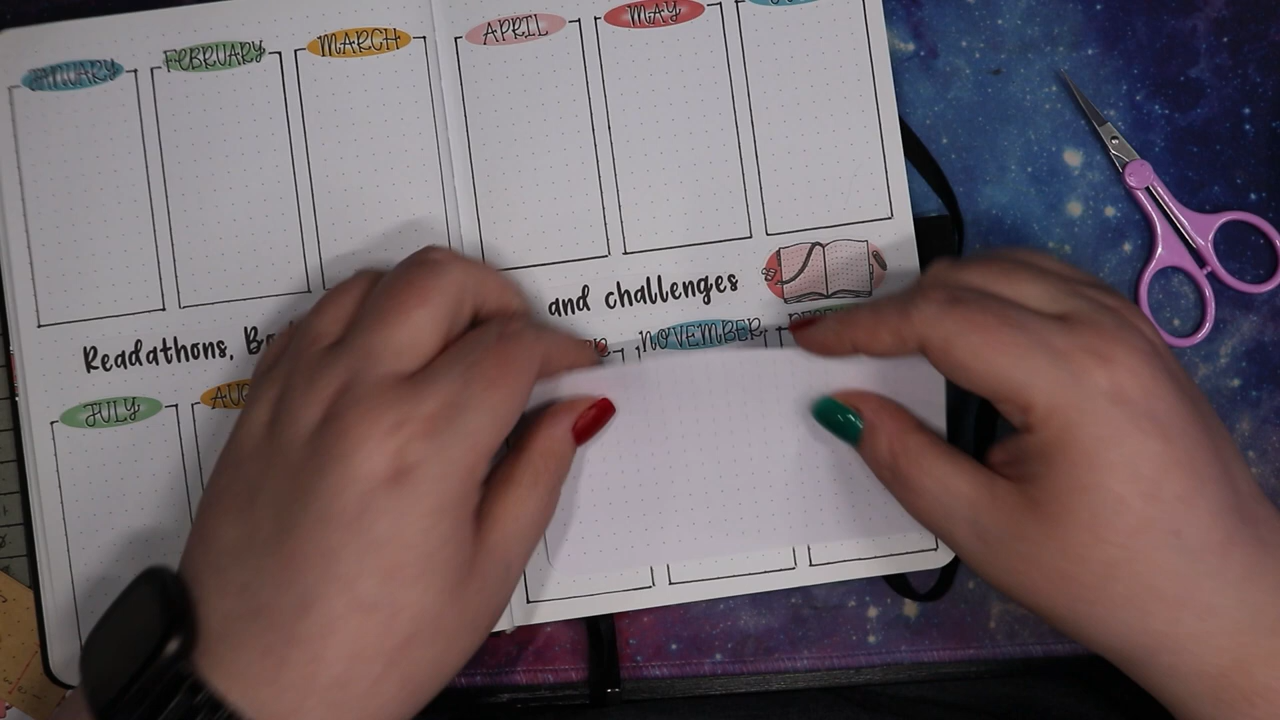 JANUARY FEBRUARY MARCH APRIL MAY
Readathons, and challenges
JULY NOVEMBER